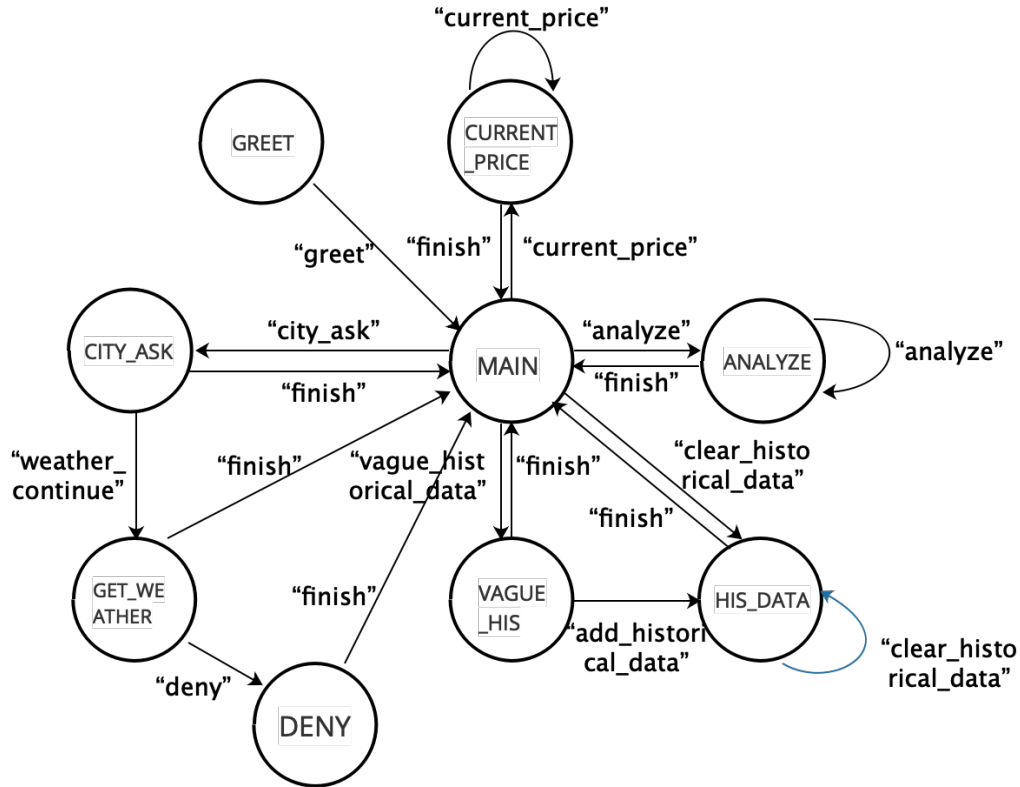 “current_price”
GREET
CURRENT
_PRICE
“greet”
“finish”
“current_price”
CITY_ASK
“city_ask”
“finish”
MAIN
“analyze”
“finish”
ANALYZE
“analyze”
“weather_
continue”
“finish”
“vague_hist
orical_data”
“finish”
“clear_histo
rical_data”
“finish”
GET_WE
ATHER
“finish”
VAGUE
_HIS
HIS_DATA
“add_histori
cal_data”
“clear_histo
rical_data”
“deny”
DENY